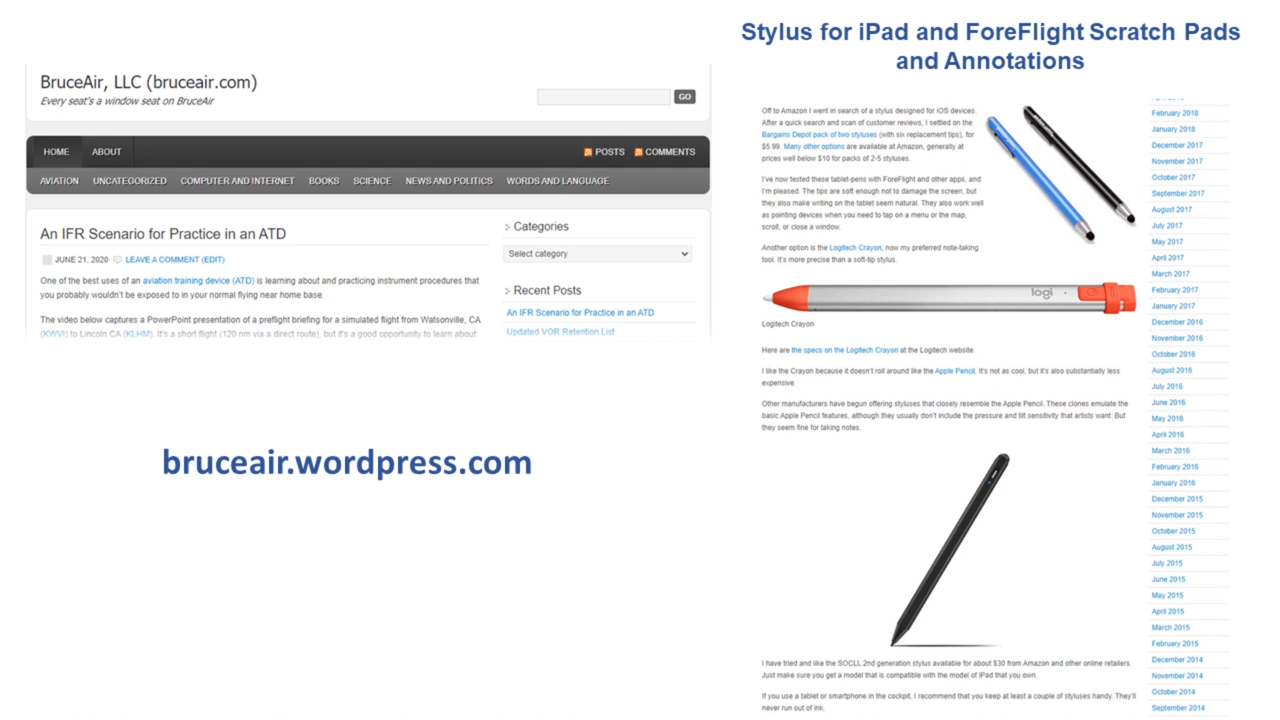 BruceAir, LLC (bruceair.com)
Every seat's a window seat on BruceAir
GO
HOME ABOUT POSTS COMMENTS
AVIATION UNCATEGORIZED COMPUTER AND INTERNET BOOKS SCIENCE NEWS AND POLITICS WORDS AND LANGUAGE
An IFR Scenario for Practice in an ATD
JUNE 21, 2020 LEAVE A COMMENT (EDIT)
One of the best uses of an aviation training device (ATD) is learning about and practicing instrument procedures that
you probably wouldn't be exposed to in your normal flying near home base.
The video below captures a PowerPoint presentation of a preflight briefing for a simulated flight from Watsonville, CA
(KWVI) to Lincoln CA (KLHM). It's a short flight (120 nm via a direct route), but it's a good opportunity to learn about:
Categories
Select category
Recent Posts
An IFR Scenario for Practice in an ATD
Updated VOR Retention List
bruceair.wordpress.com
Stylus for iPad and ForeFlight Scratch Pads
and Annotations
Off to Amazon I went in search of a stylus designed for iOS devices.
After a quick search and scan of customer reviews, I settled on the
Bargains Depot pack of two styluses (with six replacement tips), for
$5.99. Many other options are available at Amazon, generally at
prices well below $10 for packs of 2-5 styluses.
I've now tested these tablet-pens with ForeFlight and other apps, and
I'm pleased. The tips are soft enough not to damage the screen, but
they also make writing on the tablet seem natural. They also work well
as pointing devices when you need to tap on a menu or the map,
scroll, or close a window.
Another option is the Logitech Crayon, now my preferred note-taking
tool. It's more precise than a soft-tip stylus.
logi
Logitech Crayon
Here are the specs on the Logitech Crayon at the Logitech website.
I like the Crayon because it doesn't roll around like the Apple Pencil. It's not as cool, but it's also substantially less
expensive.
Other manufacturers have begun offering styluses that closely resemble the Apple Pencil. These clones emulate the
basic Apple Pencil features, although they usually don't include the pressure and tilt sensitivity that artists want. But
they seem fine for taking notes.
I have tried and like the SOCLL 2nd generation stylus available for about $30 from Amazon and other online retailers.
Just make sure you get a model that is compatible with the model of iPad that you own.
If you use a tablet or smartphone in the cockpit, I recommend that you keep at least a couple of styluses handy. They'll
never run out of ink.
February 2018
January 2018
December 2017
November 2017
October 2017
September 2017
August 2017
July 2017
May 2017
April 2017
March 2017
February 2017
January 2017
December 2016
November 2016
October 2016
August 2016
July 2016
June 2016
May 2016
April 2016
March 2016
February 2016
January 2016
December 2015
November 2015
October 2015
August 2015
July 2015
June 2015
May 2015
April 2015
March 2015
February 2015
December 2014
November 2014
October 2014
September 2014